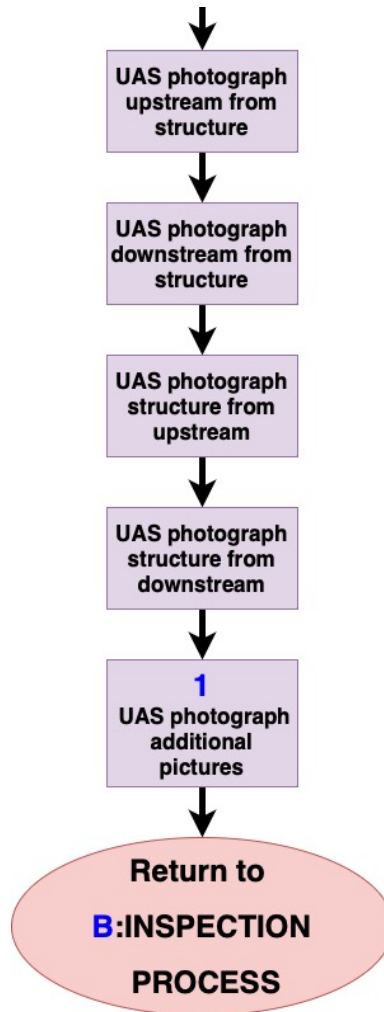 UAS photograph
upstream from
structure
UAS photograph
downstream from
structure
UAS photograph
structure from
upstream
UAS photograph
structure from
downstream
1
UAS photograph
additional
pictures
Return to
B:INSPECTION
PROCESS